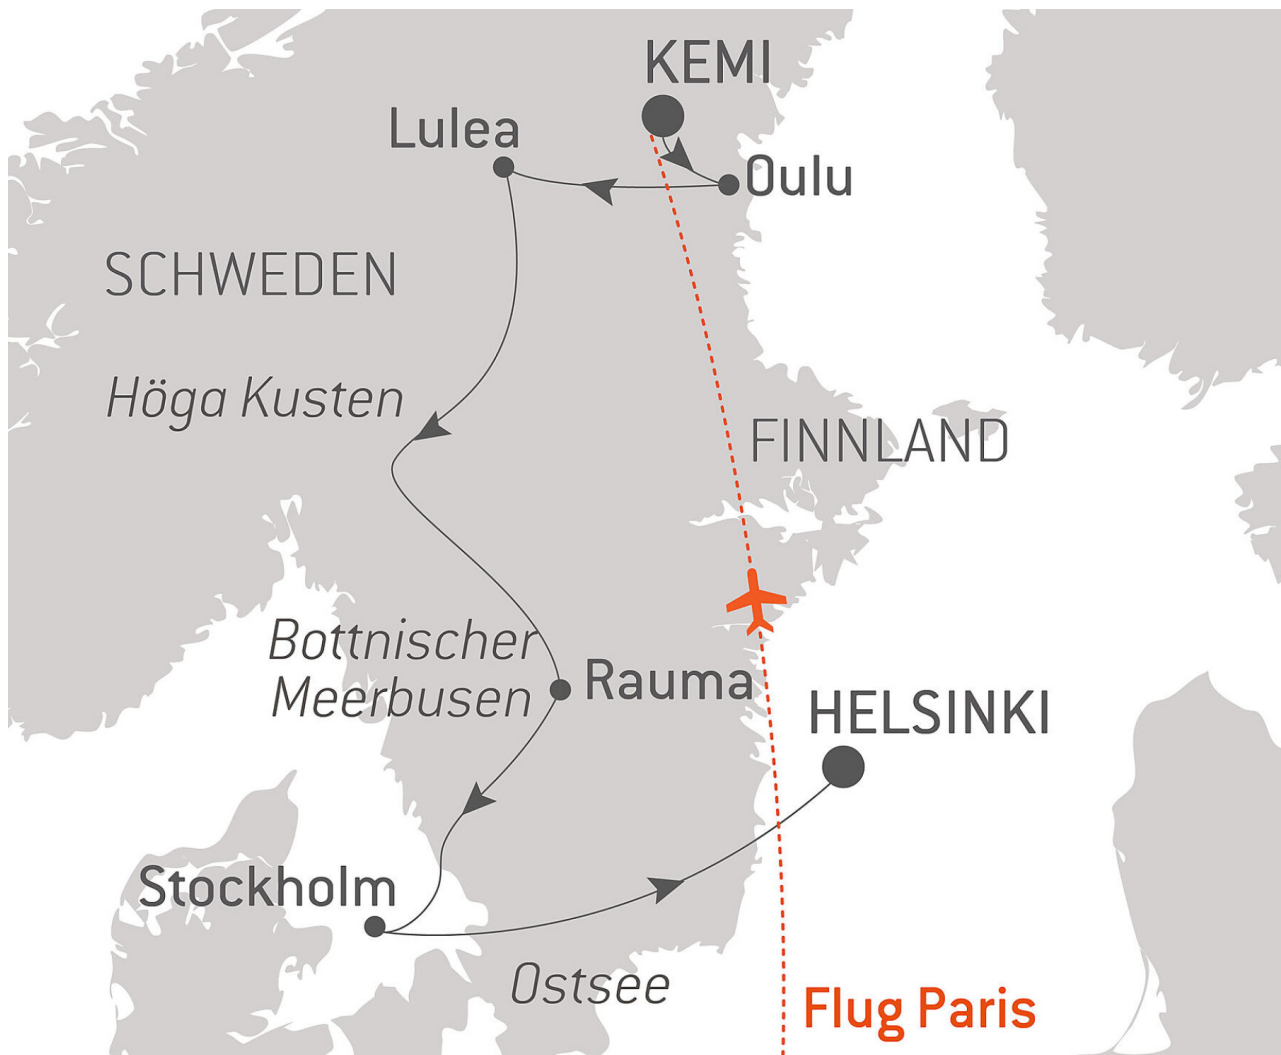 KEMI
Lulea
Oulu
SCHWEDEN
Höga Kusten
FINNLAND
Bottnischer
Meerbusen
Rauma
HELSINKI
Stockholm
Ostsee
Flug Paris